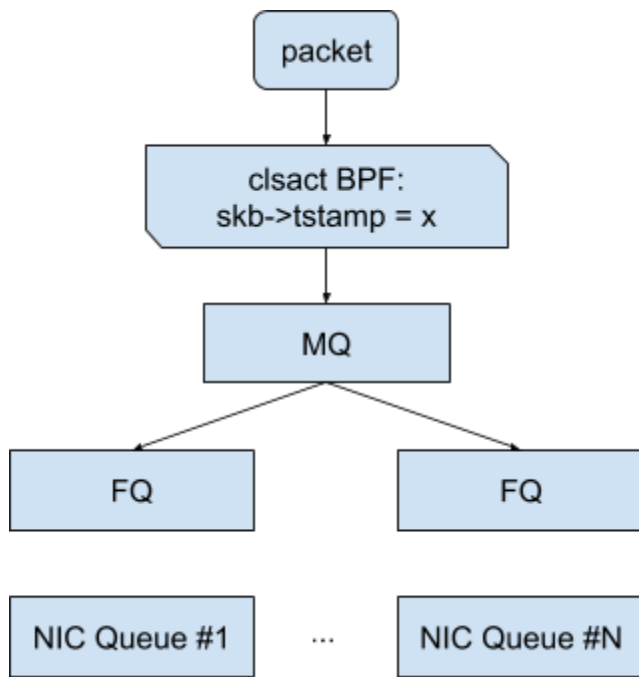 packet
clsact BPF:
skb->tstamp = x
MQ
FQ
FQ
NIC Queue #1
...
NIC Queue #N